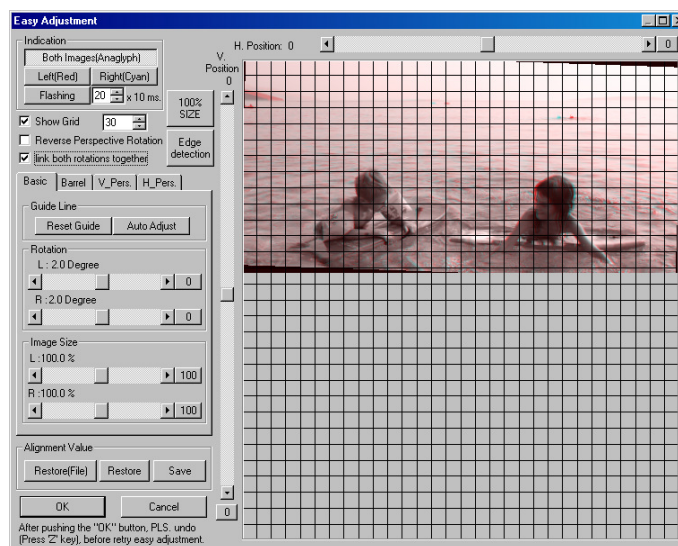 Easy Adjustment
Indication
Both Images(Anaglyph)
Left(Red) Right(Cyan)
Flashing 20 x 10 ms.
Show Grid 30
Reverse Perspective Rotation
link both rotations together
100% SIZE
Edge detection
H. Position: 0
0
V. Position
0
Basic Barrel V_Pers. H_Pers.
Guide Line
Reset Guide Auto Adjust
Rotation
L : 2.0 Degree
0
R :2.0 Degree
0
Image Size
L :100.0 %
100
R :100.0 %
100
Alignment Value
Restore(File) Restore Save
OK Cancel
0
After pushing the "OK" button, PLS. undo
(Press 'Z' key), before retry easy adjustment.